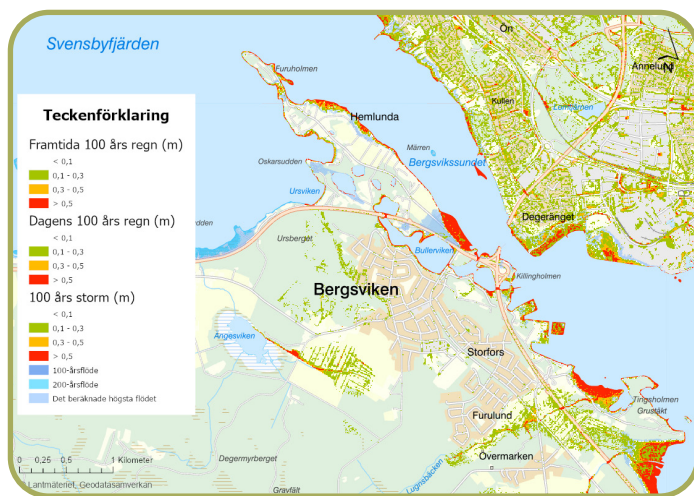 Svensbyfjärden
Ön
Annelund
Furuholmen
Kullen
Lomtjärnen
Hemlunda
Märren
Bergsvikssundet
Oskarsudden
Ursviken
Degeränget
Ursberget
Bullerviken
Killingholmen
Bergsviken
Ängesviken
Storfors
Tingsholmen
Grustäkt
Furulund
Övermarken
Degermyrberget
Lugnsbäcken
Gravfält
Teckenförklaring
Framtida 100 års regn (m)
< 0,1
0,1 - 0,3
0,3 - 0,5
> 0,5
Dagens 100 års regn (m)
< 0,1
0,1 - 0,3
0,3 - 0,5
> 0,5
100 års storm (m)
< 0,1
0,1 - 0,3
0,3 - 0,5
> 0,5
100-årsflöde
200-årsflöde
Det beräknade högsta flödet
0 0,25 0,5 1 Kilometer
© Lantmäteriet, Geodatasamverkan